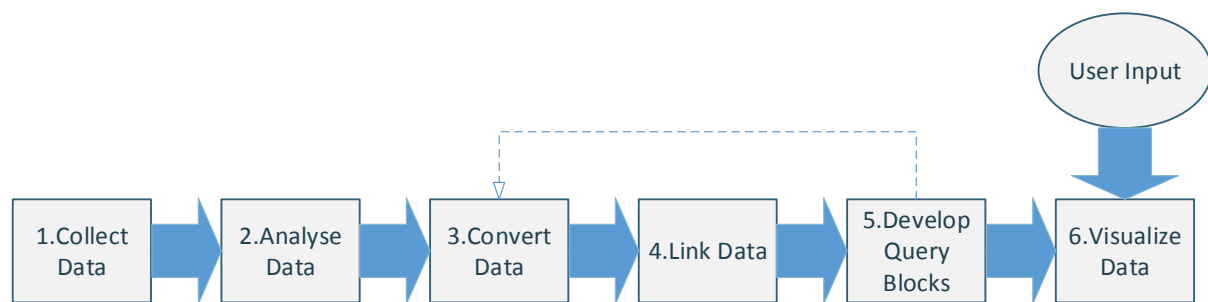 User Input
1.Collect
Data
2.Analyse
Data
3.Convert
Data
4.Link Data
5.Develop
Query
Blocks
6.Visualize
Data